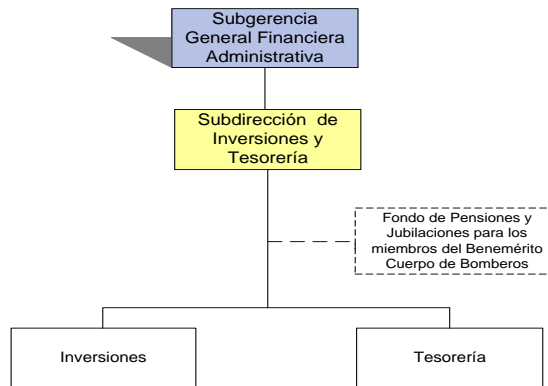 Subgerencia
General Financiera
Administrativa
Subdirección de
Inversiones y
Tesorería
Fondo de Pensiones y
Jubilaciones para los
miembros del Benemérito
Cuerpo de Bomberos
Inversiones
Tesorería